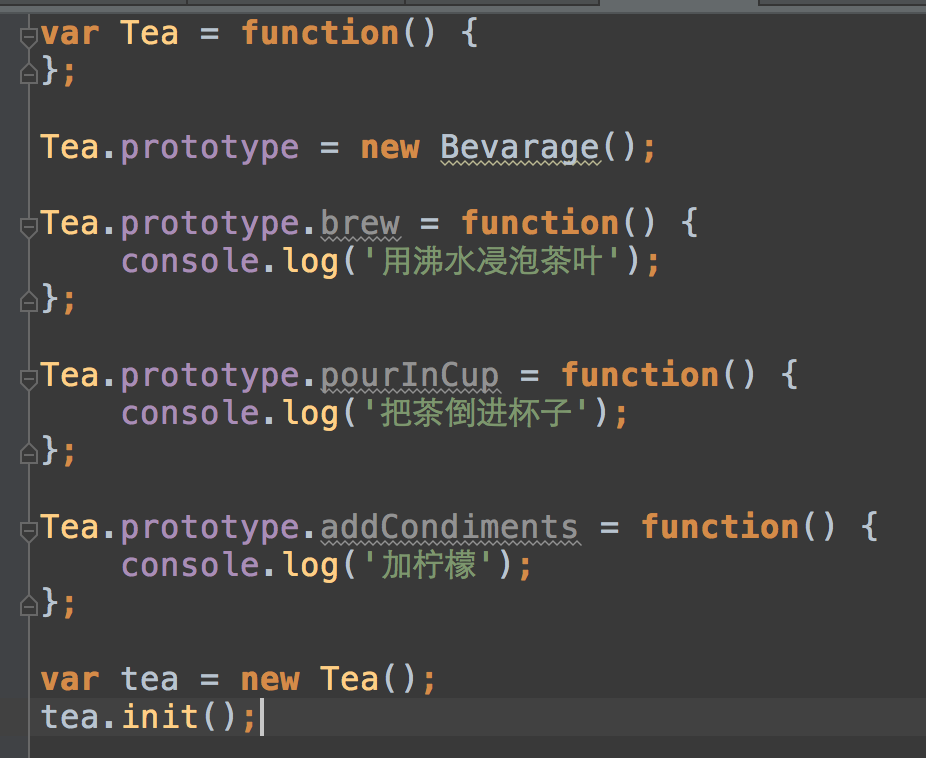 var Tea = function() {
};
Tea.prototype = new Bevarage();
Tea.prototype.brew = function() {
console.log('用沸水浸泡茶叶');
};
Tea.prototype.pourInCup = function() {
console.log('把茶倒进杯子');
};
Tea.prototype.addCondiments = function() {
console.log('加柠檬');
};
var tea = new Tea();
tea.init();